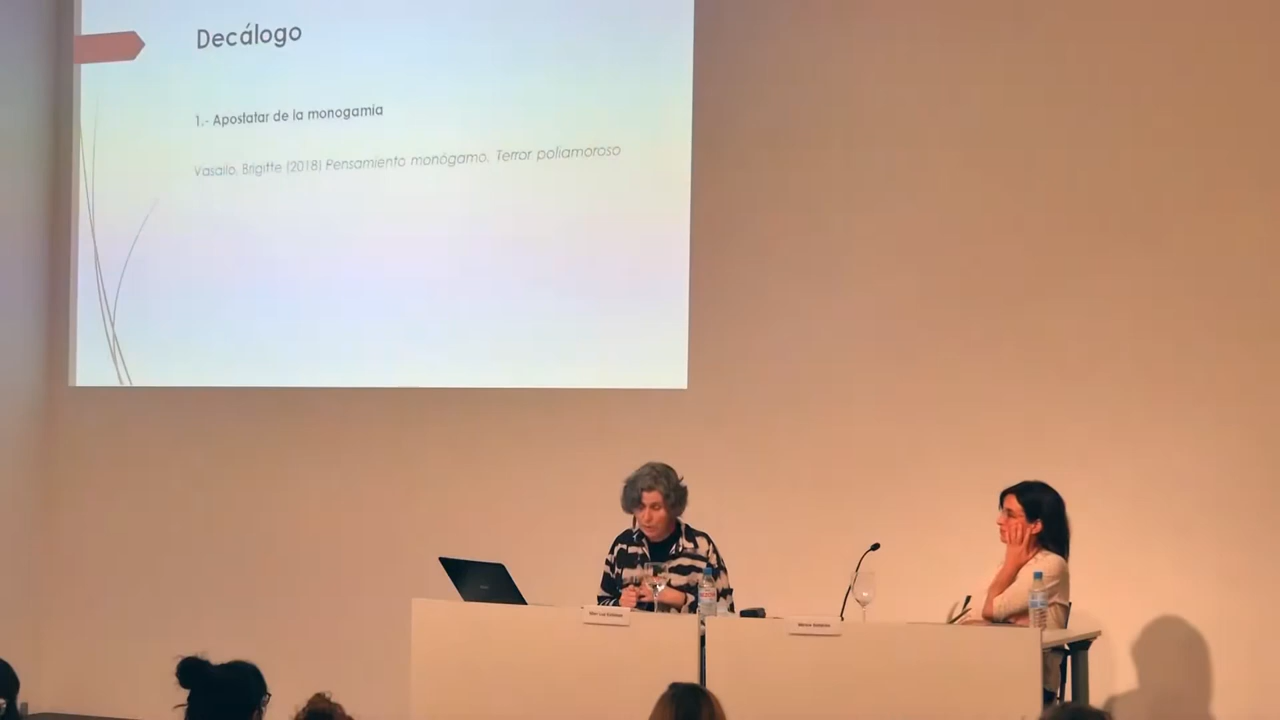 Decálogo
1.- Apostatar de la monogamia
Vasallo, Brigitte (2018) Pensamiento monógamo. Terror poliamoroso